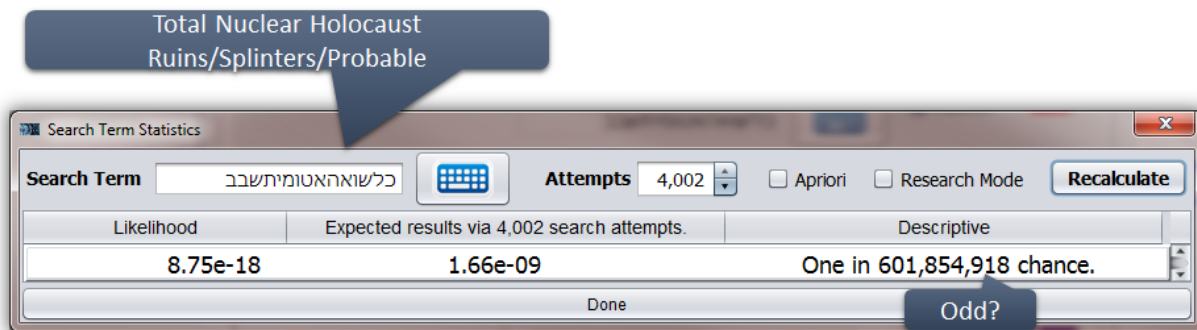 Total Nuclear Holocaust
Ruins/Splinters/Probable
Search Term Statistics
Search Term כלשואהאטומיתשבב Attempts 4,002 Apriori Research Mode Recalculate
Likelihood Expected results via 4,002 search attempts. Descriptive
8.75e-18 1.66e-09 One in 601,854,918 chance.
Done
Odd?